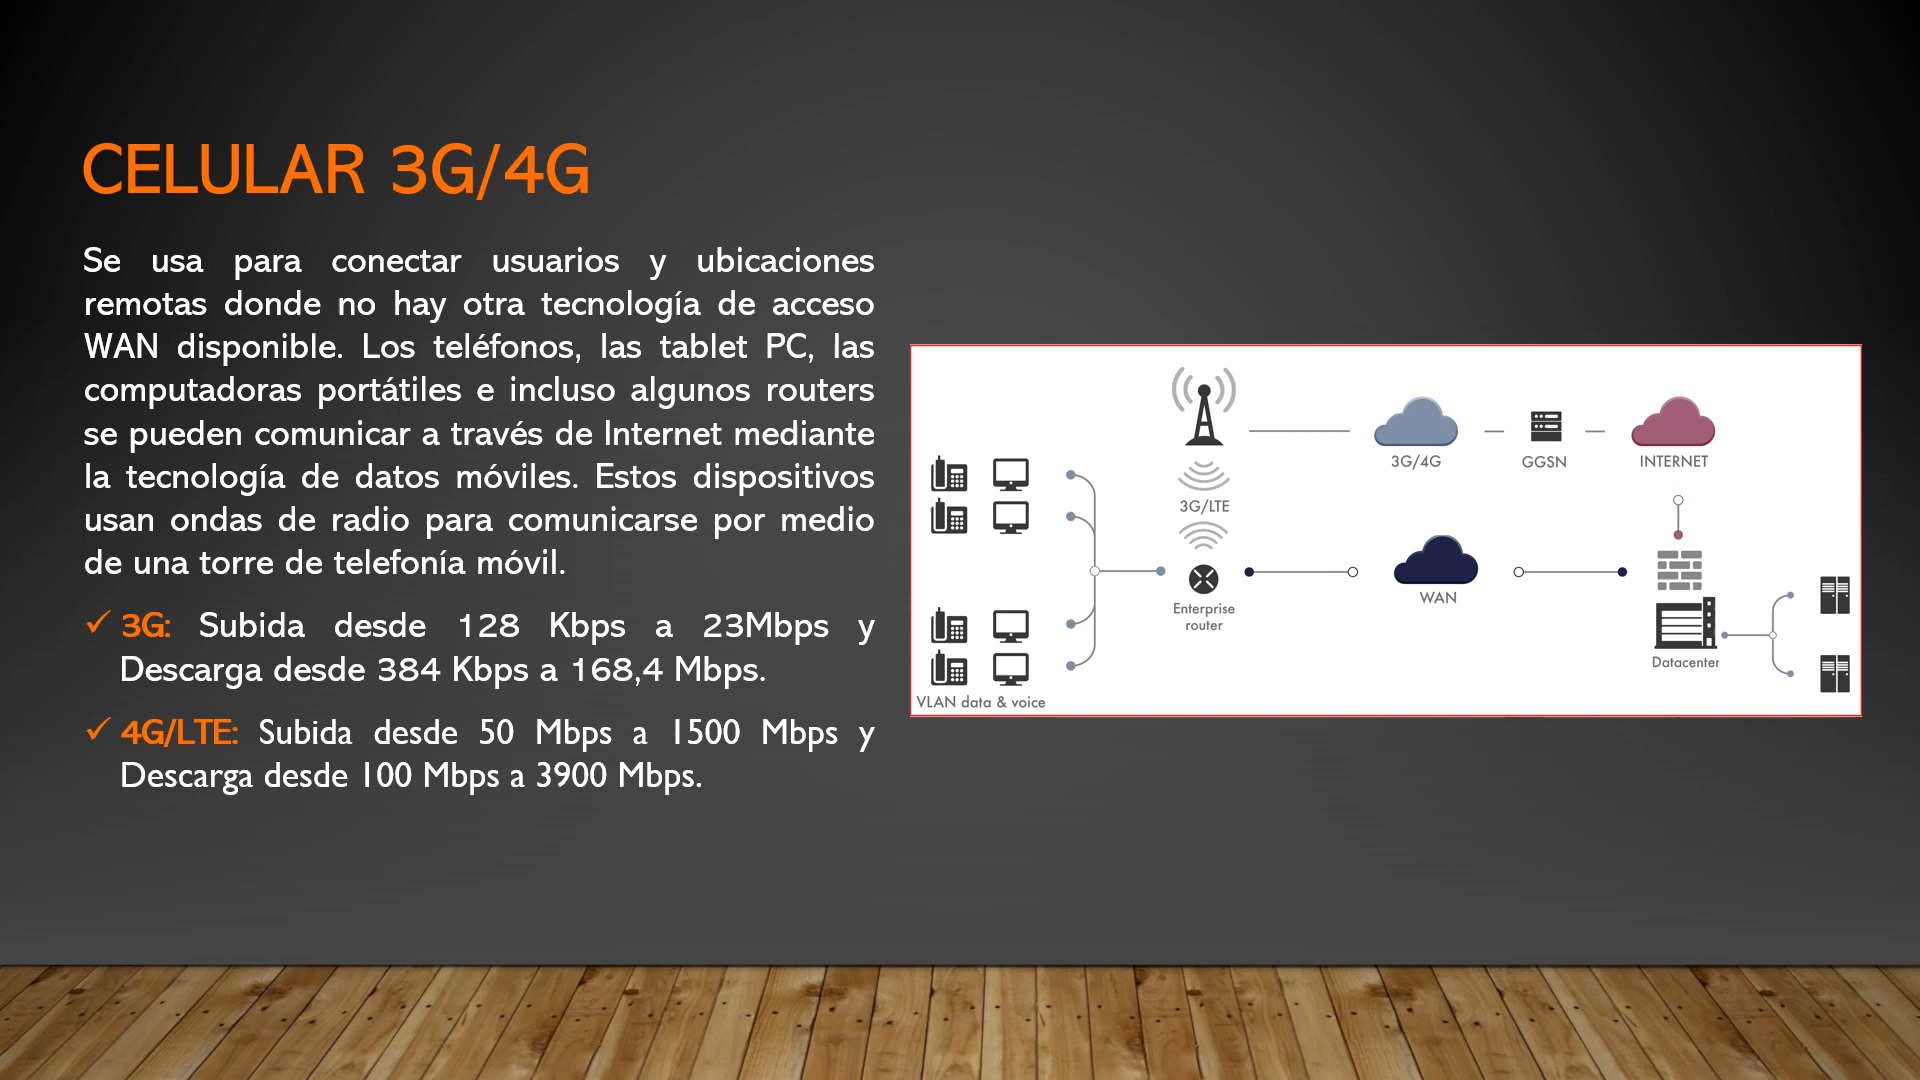 CELULAR 3G/4G
Se usa para conectar usuarios y ubicaciones
remotas donde no hay otra tecnología de acceso
WAN disponible. Los teléfonos, las tablet PC, las
computadoras portátiles e incluso algunos routers
se pueden comunicar a través de Internet mediante
la tecnología de datos móviles. Estos dispositivos
usan ondas de radio para comunicarse por medio
de una torre de telefonía móvil.
✓ 3G: Subida desde 128 Kbps a 23Mbps y
Descarga desde 384 Kbps a 168,4 Mbps.
✓ 4G/LTE: Subida desde 50 Mbps a 1500 Mbps y
Descarga desde 100 Mbps a 3900 Mbps.
3G/4G
GGSN
INTERNET
3G/LTE
WAN
Enterprise
router
Datacenter
VLAN data & voice